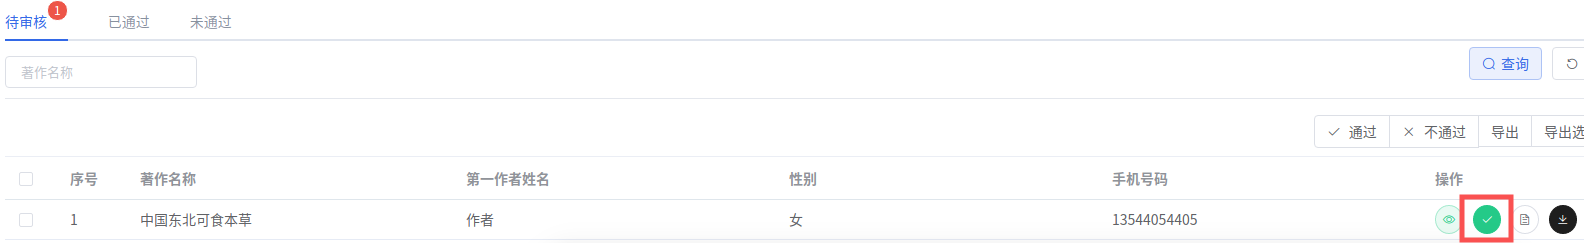 待审核 1 已通过 未通过
著作名称 查询
通过 不通过 导出 导出选
序号 著作名称 第一作者姓名 性别 手机号码 操作
1 中国东北可食本草 作者 女 13544054405